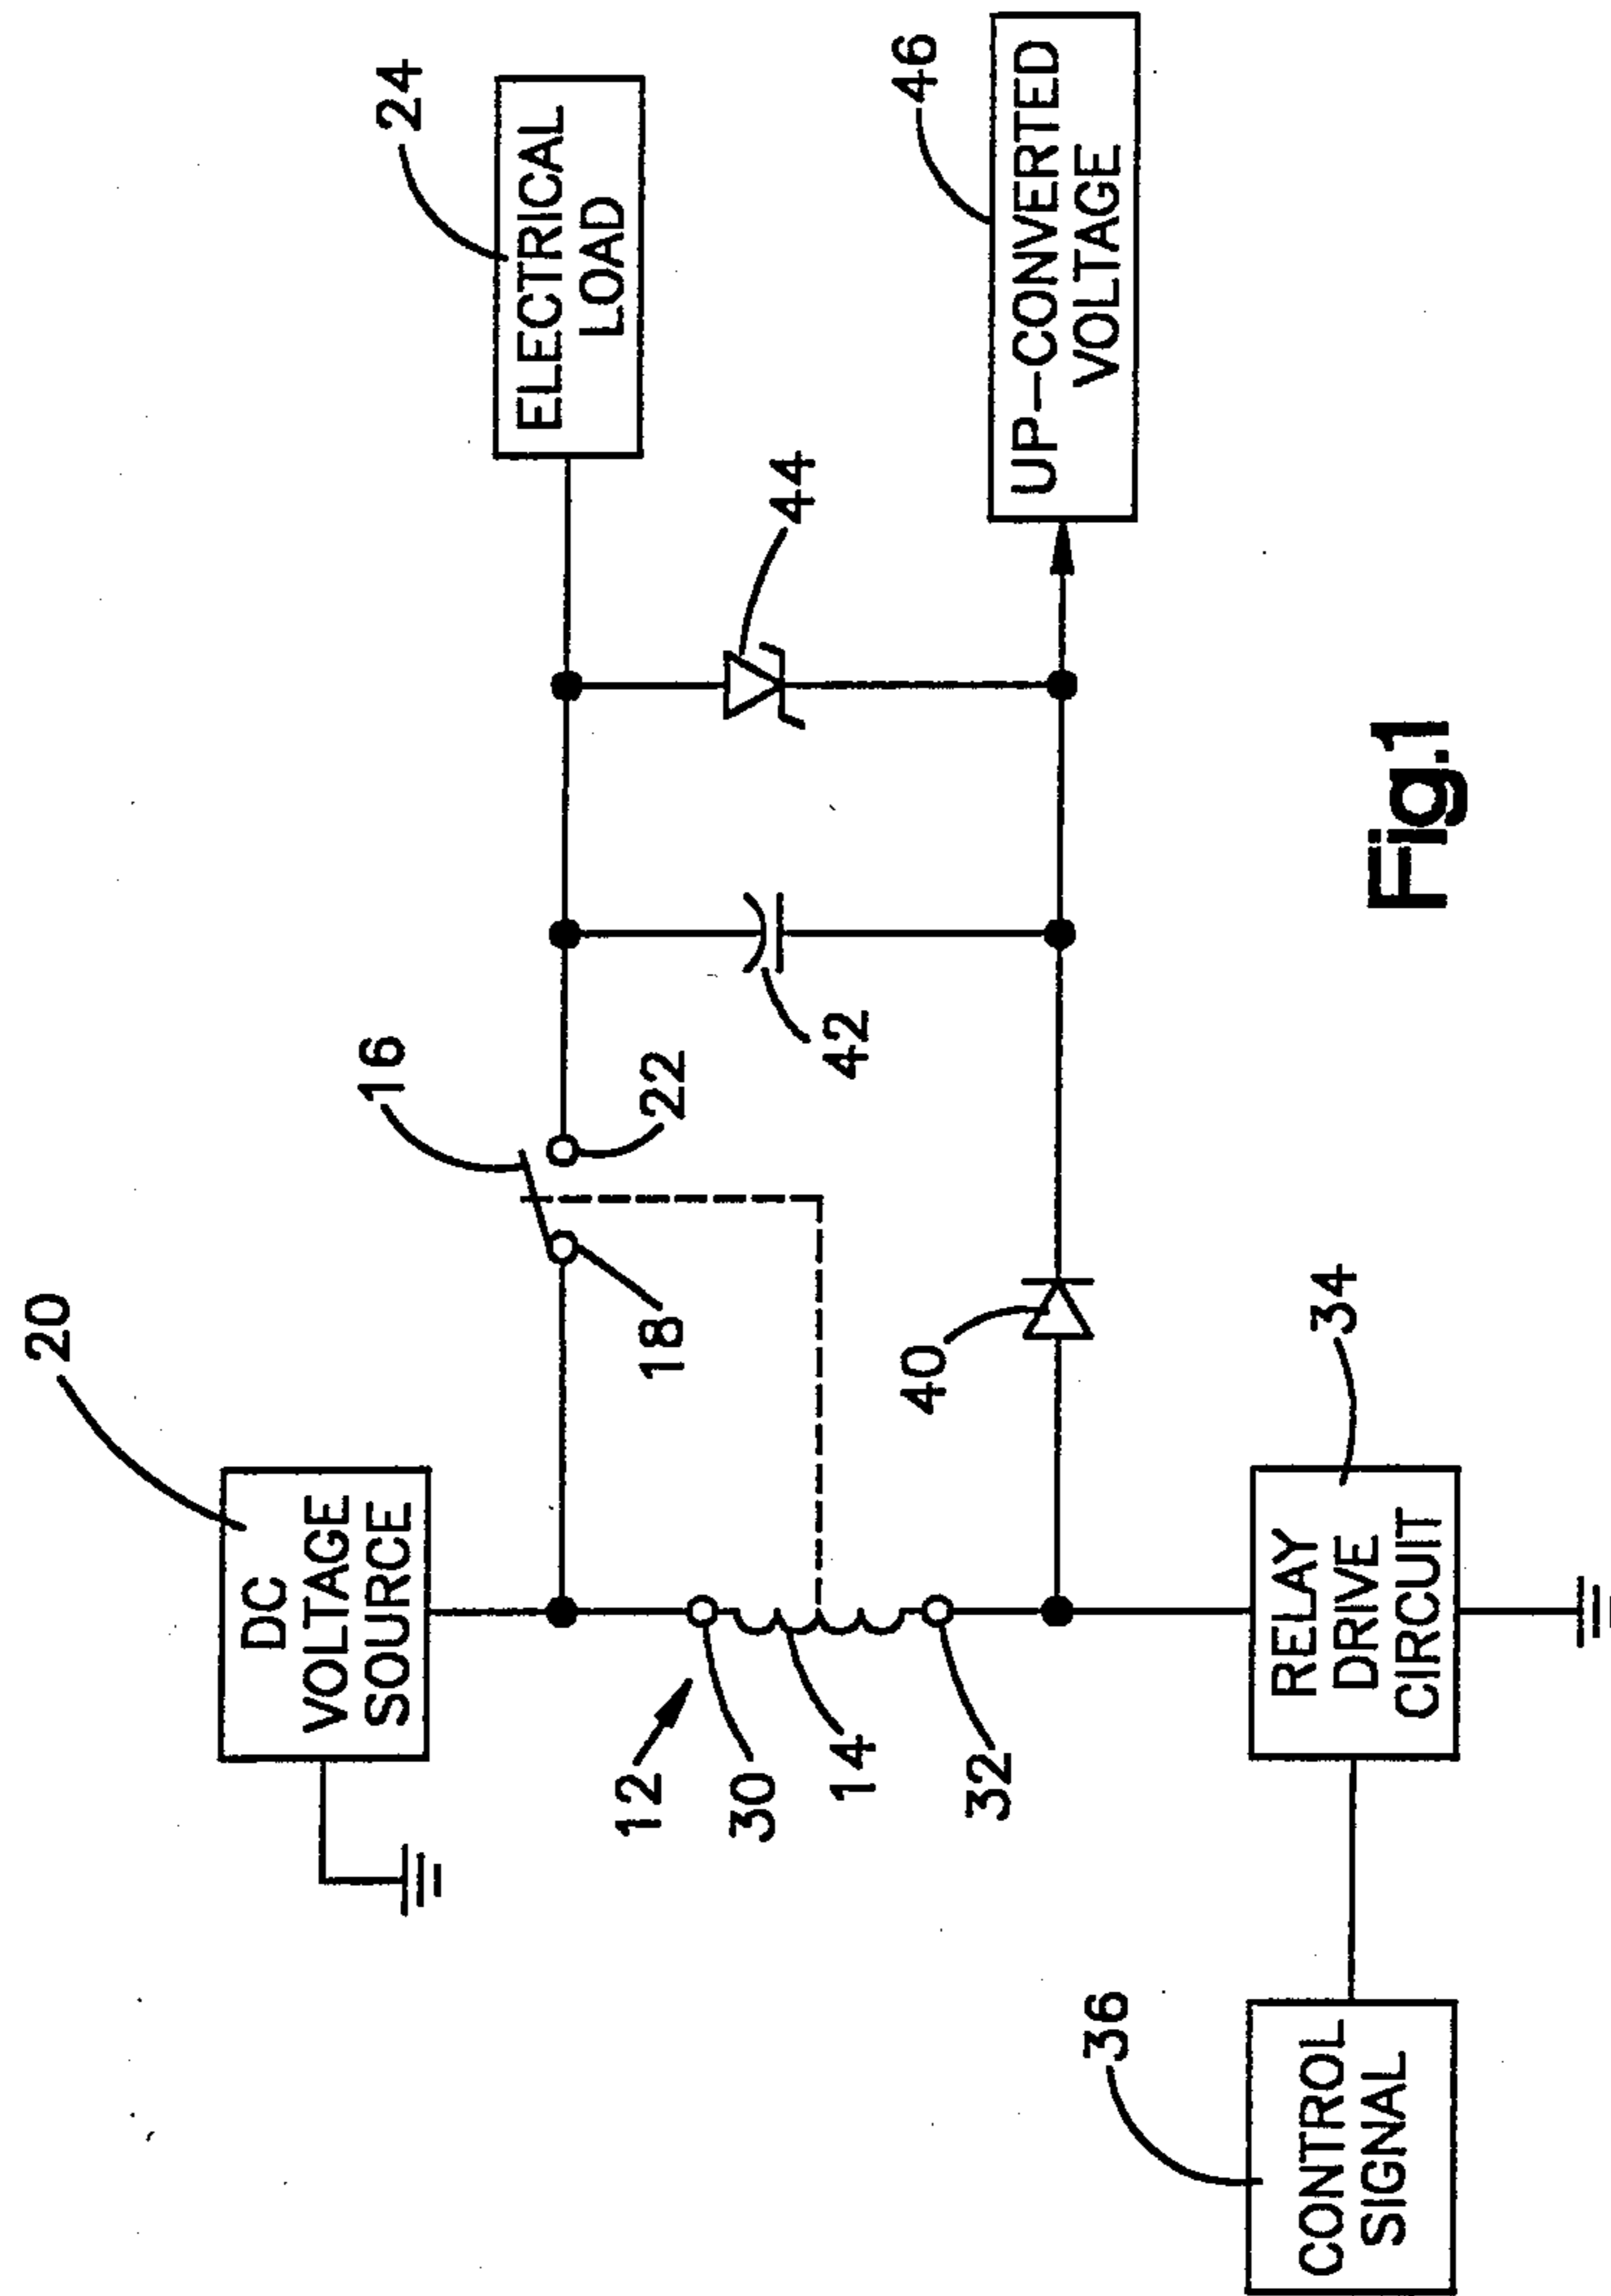 20
DC
VOLTAGE
SOURCE
16
24
ELECTRICAL
LOAD
12
30
14
32
18
22
42
44
40
46
UP-CONVERTED
VOLTAGE
36
CONTROL
SIGNAL
RELAY
DRIVE
CIRCUIT
34
Fig.1